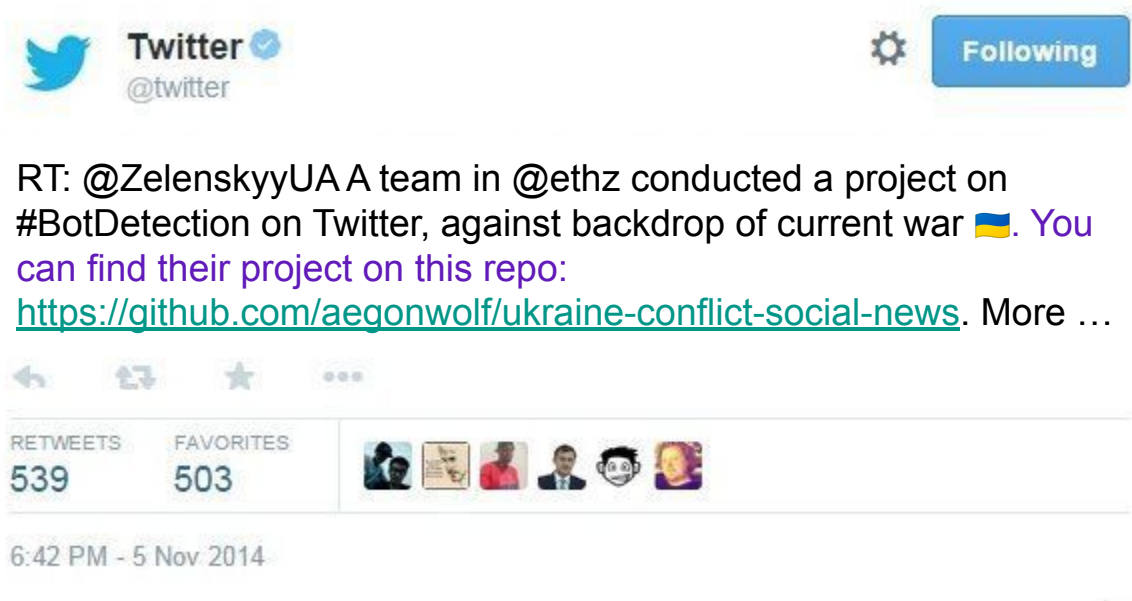 Twitter
@twitter
Following
RT: @ZelenskyyUA A team in @ethz conducted a project on
#BotDetection on Twitter, against backdrop of current war 🇺🇦. You
can find their project on this repo:
https://github.com/aegonwolf/ukraine-conflict-social-news. More …
RETWEETS FAVORITES
539 503
6:42 PM - 5 Nov 2014